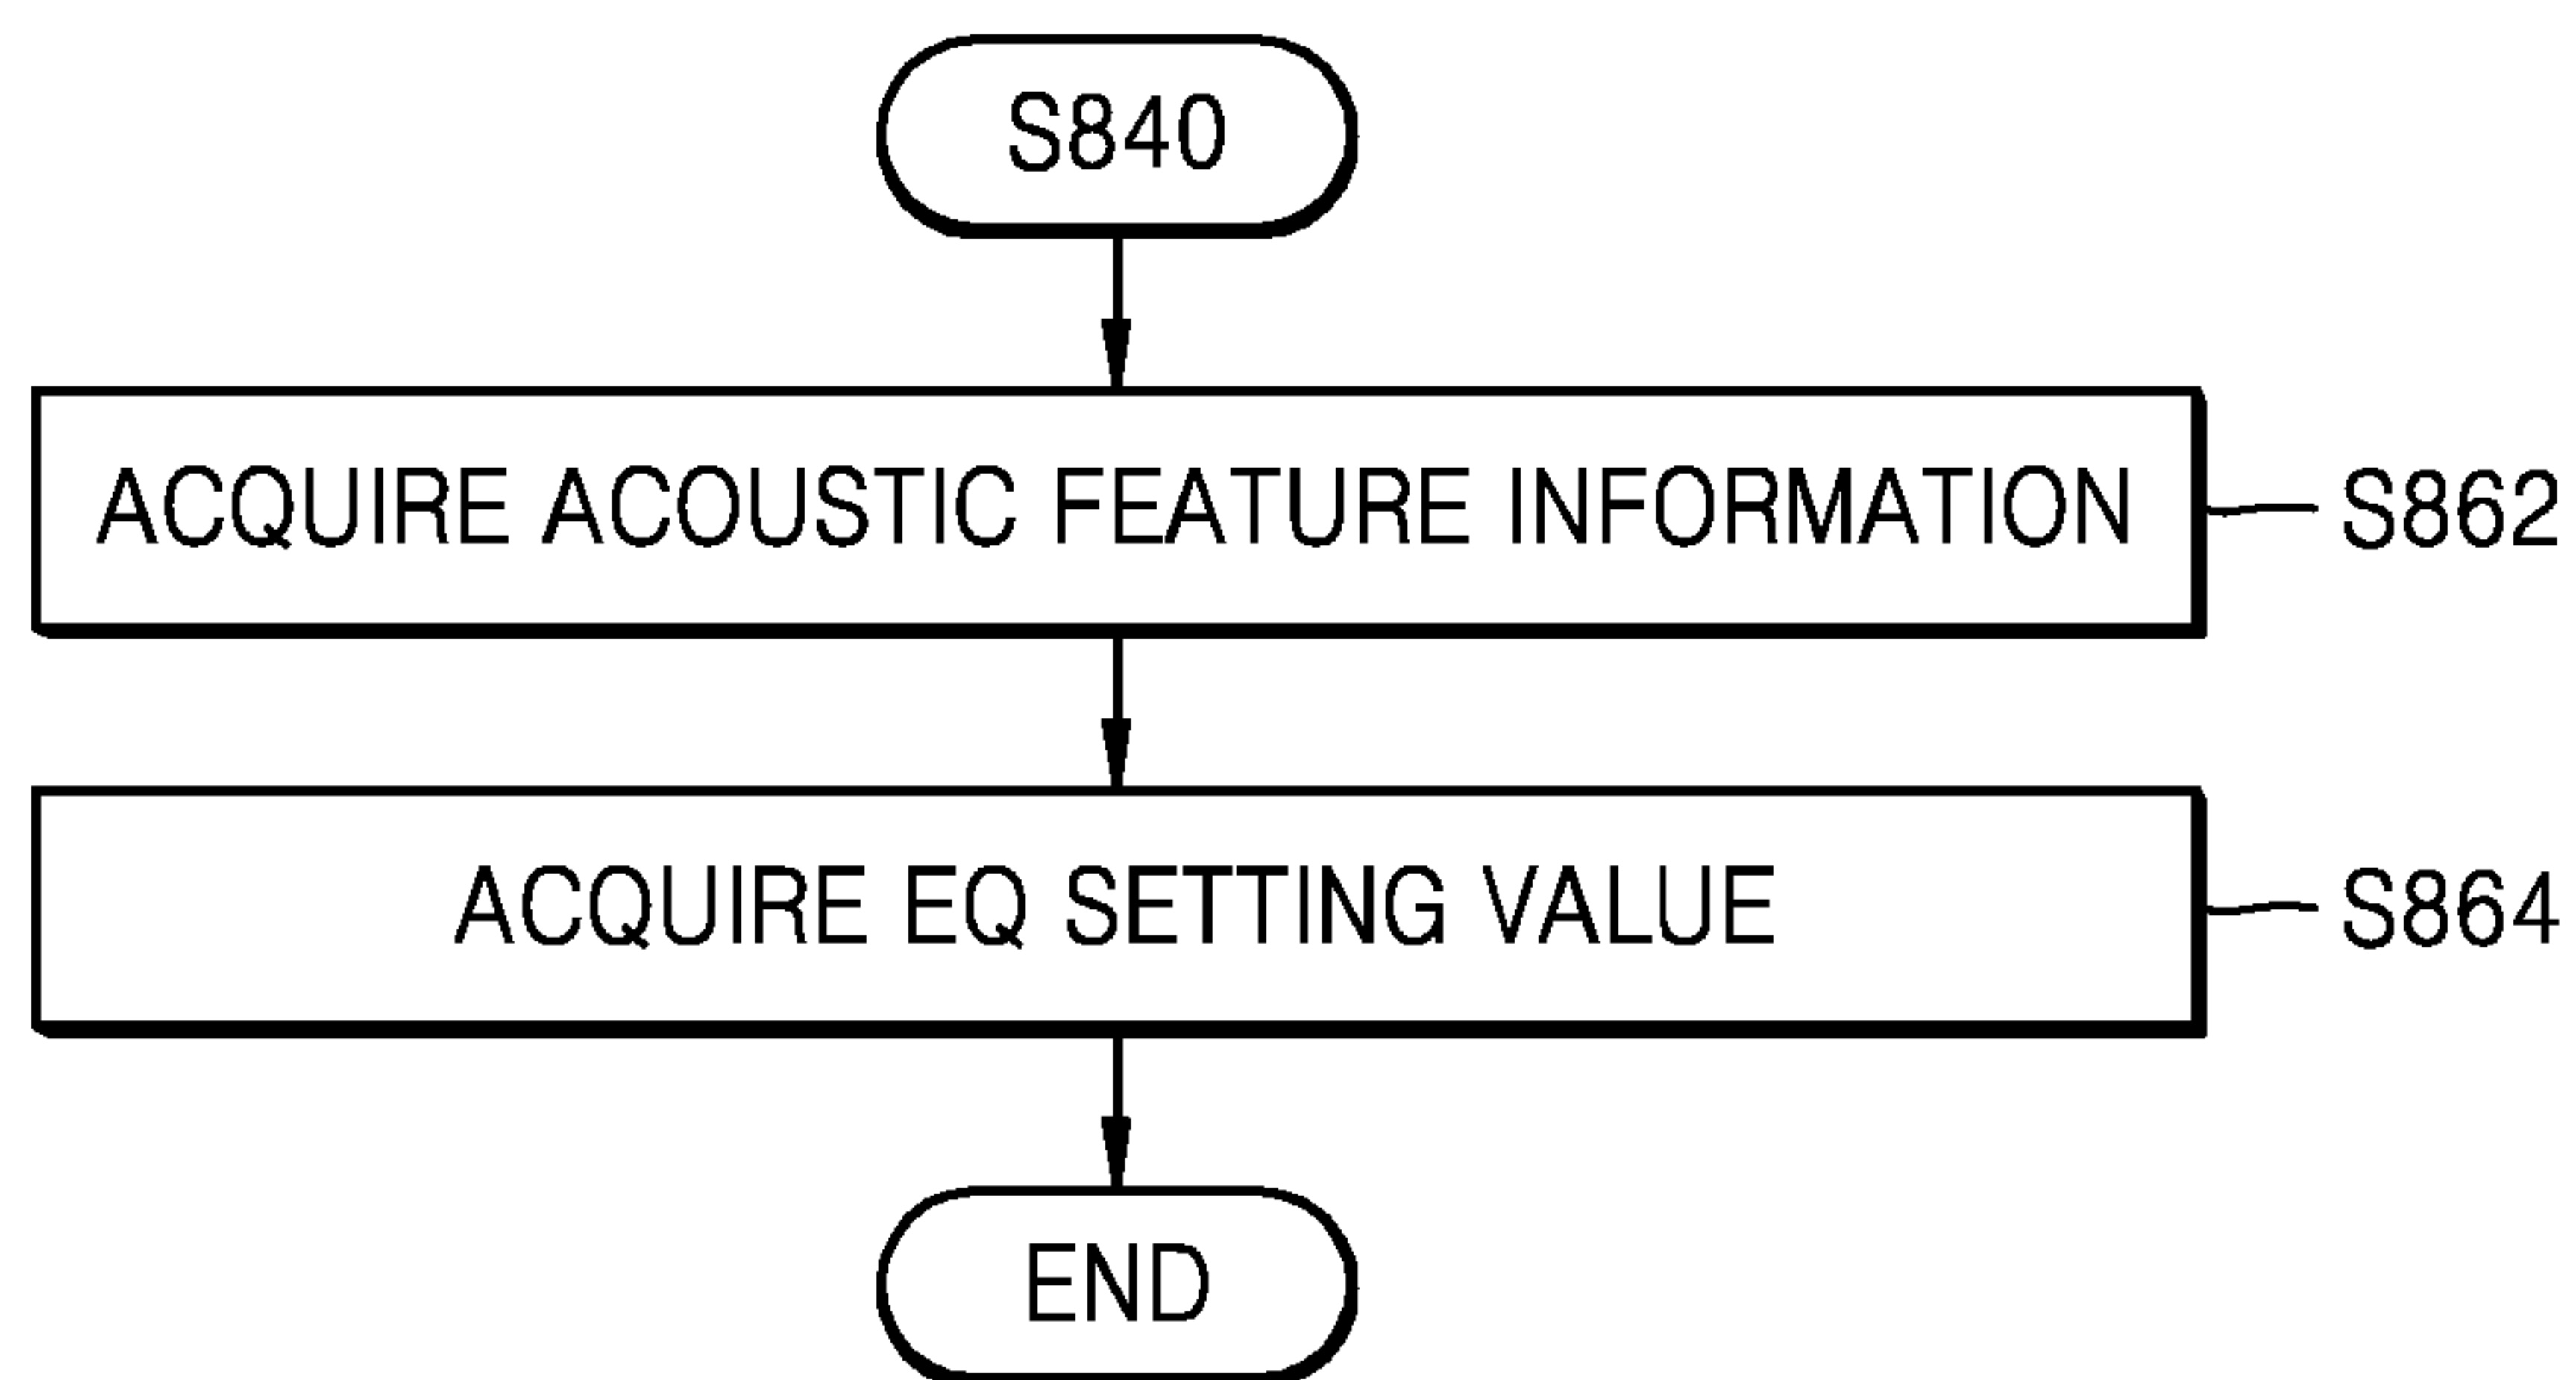 S840
ACQUIRE ACOUSTIC FEATURE INFORMATION
S862
ACQUIRE EQ SETTING VALUE
S864
END